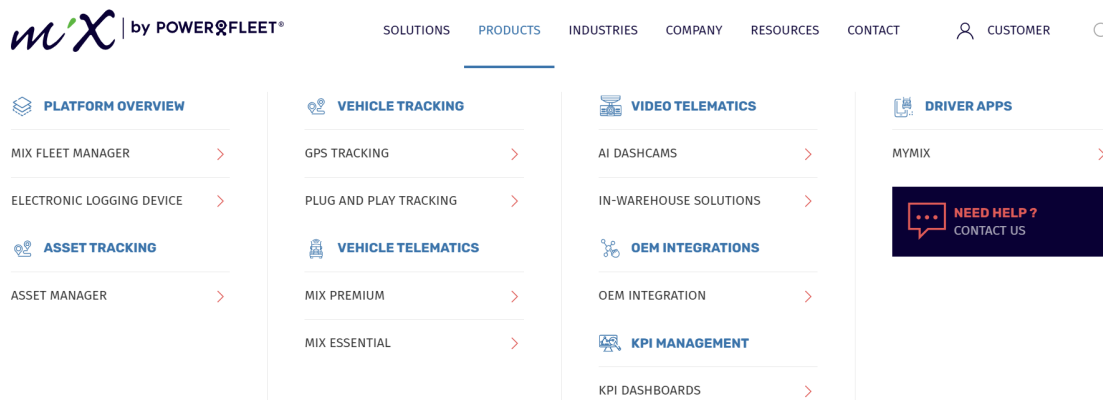 mix by POWERFLEET®
SOLUTIONS
PRODUCTS
INDUSTRIES
COMPANY
RESOURCES
CONTACT
CUSTOMER
PLATFORM OVERVIEW
MIX FLEET MANAGER
ELECTRONIC LOGGING DEVICE
ASSET TRACKING
ASSET MANAGER
VEHICLE TRACKING
GPS TRACKING
PLUG AND PLAY TRACKING
VEHICLE TELEMATICS
MIX PREMIUM
MIX ESSENTIAL
VIDEO TELEMATICS
AI DASHCAMS
IN-WAREHOUSE SOLUTIONS
OEM INTEGRATIONS
OEM INTEGRATION
KPI MANAGEMENT
KPI DASHBOARDS
DRIVER APPS
MYMIX
NEED HELP ?
CONTACT US